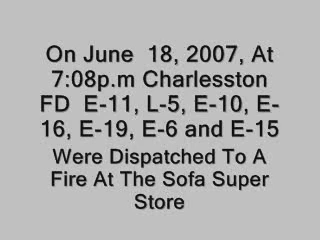 On June  18, 2007, At
7:08p.m Charlesston
FD  E-11, L-5, E-10, E-
16, E-19, E-6 and E-15
Were Dispatched To A
Fire At The Sofa Super
Store